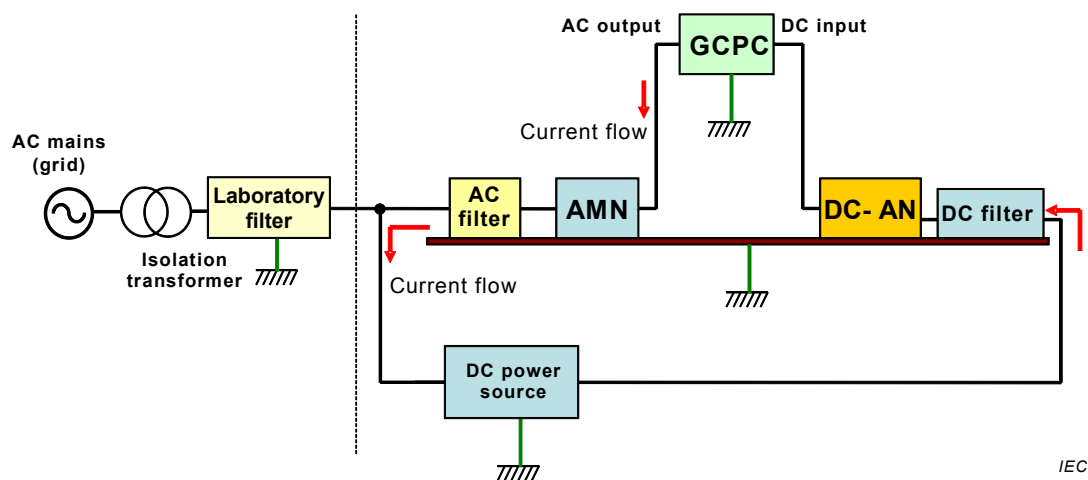 AC output
DC input
GCPC
Current flow
AC mains
(grid)
Laboratory
filter
Isolation
transformer
AC
filter
AMN
DC- AN
DC filter
Current flow
DC power
source
IEC